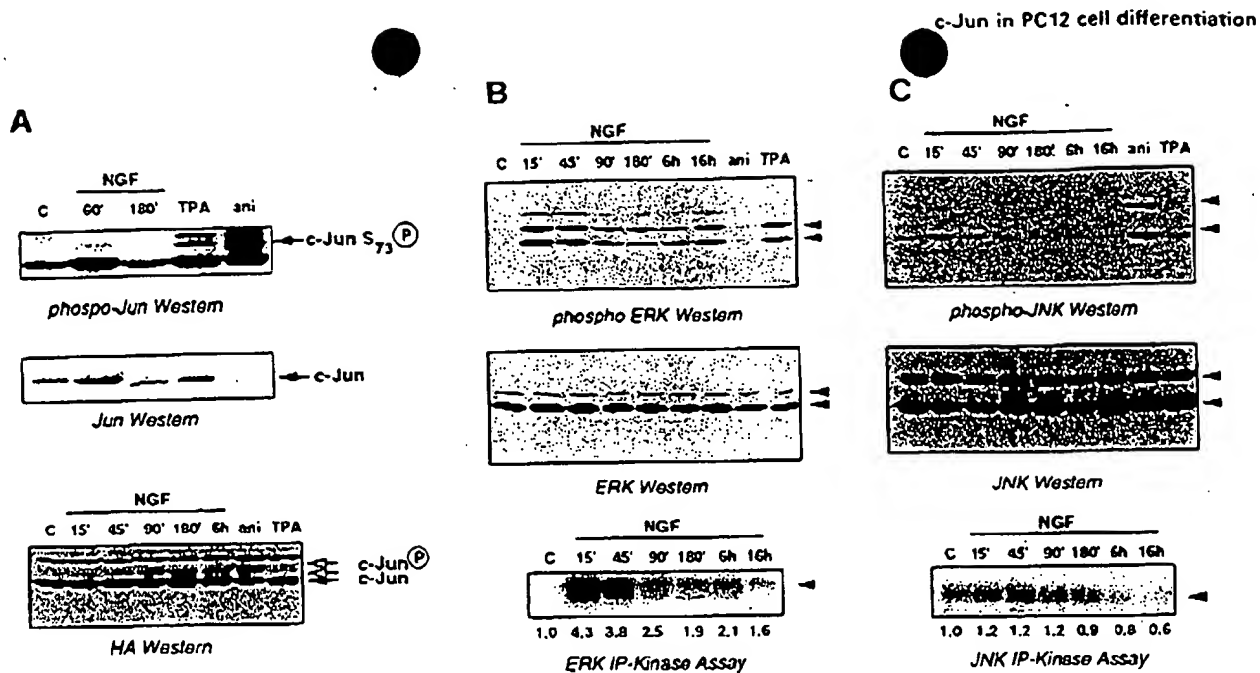 c-Jun in PC12 cell differentiation
A
NGF
C 60' 180' TPA ani
c-Jun S73 P
phospo-Jun Western
c-Jun
Jun Western
NGF
C 15' 45' 90' 180' 6h ani TPA
c-Jun P
c-Jun
HA Western
B
NGF
C 15' 45' 90' 180' 6h 16h ani TPA
phospho ERK Western
ERK Western
NGF
C 15' 45' 90' 180' 6h 16h
1.0 4.3 3.8 2.5 1.9 2.1 1.6
ERK IP-Kinase Assay
C
NGF
C 15' 45' 90' 180' 6h 16h ani TPA
phospho-JNK Western
JNK Western
NGF
C 15' 45' 90' 180' 6h 16h
1.0 1.2 1.2 1.2 0.9 0.8 0.6
JNK IP-Kinase Assay